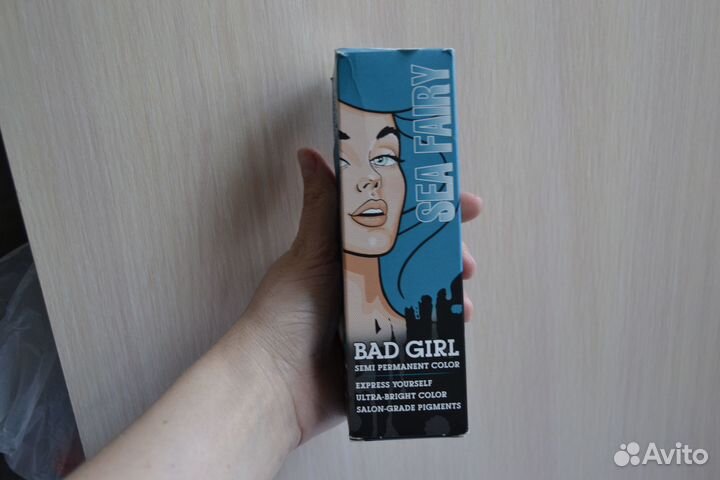 SEA FAIRY
BAD GIRL
SEMI PERMANENT COLOR
EXPRESS YOURSELF
ULTRA-BRIGHT COLOR
SALON-GRADE PIGMENTS
Avito